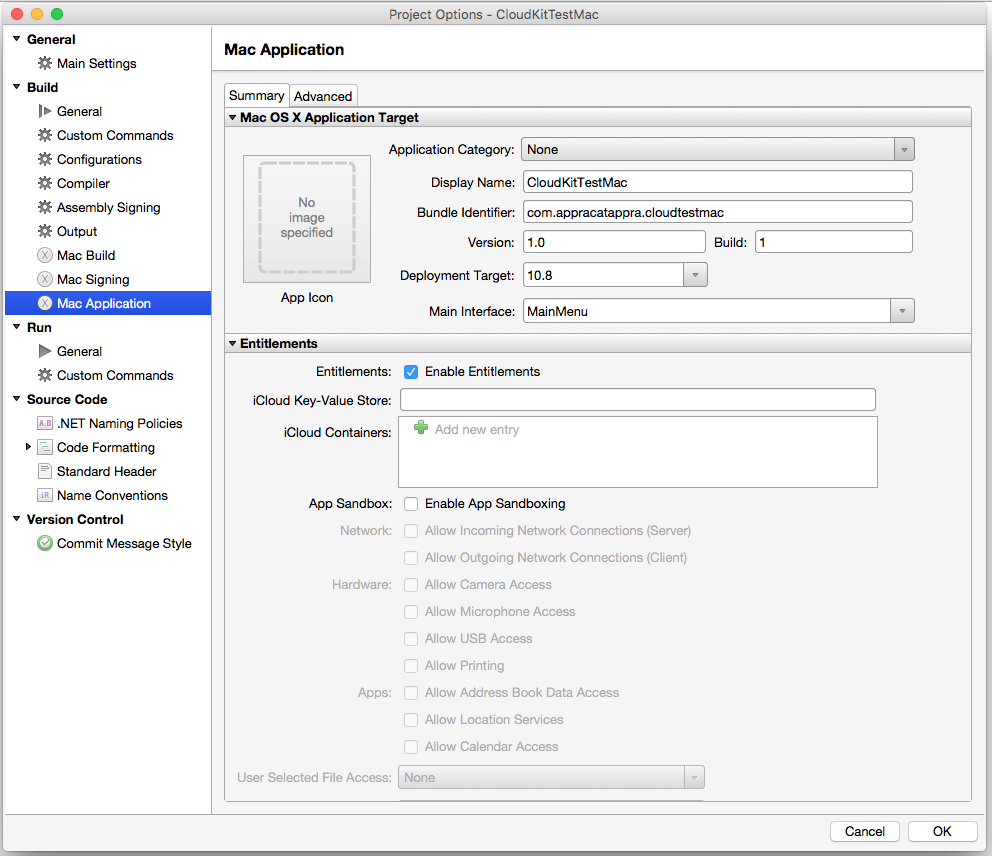 Project Options - CloudKitTestMac
General
Main Settings
Build
General
Custom Commands
Configurations
Compiler
Assembly Signing
Output
X Mac Build
X Mac Signing
X Mac Application
Run
General
Custom Commands
Source Code
A.B .NET Naming Policies
Code Formatting
Standard Header
iR Name Conventions
Version Control
Commit Message Style
Mac Application
Summary Advanced
Mac OS X Application Target
No
image
specified
App Icon
Application Category: None
Display Name: CloudKitTestMac
Bundle Identifier: com.appracatappra.cloudtestmac
Version: 1.0 Build: 1
Deployment Target: 10.8
Main Interface: MainMenu
Entitlements
Entitlements: Enable Entitlements
iCloud Key-Value Store:
iCloud Containers: Add new entry
App Sandbox: Enable App Sandboxing
Network: Allow Incoming Network Connections (Server)
Allow Outgoing Network Connections (Client)
Hardware: Allow Camera Access
Allow Microphone Access
Allow USB Access
Allow Printing
Apps: Allow Address Book Data Access
Allow Location Services
Allow Calendar Access
User Selected File Access: None
Cancel OK